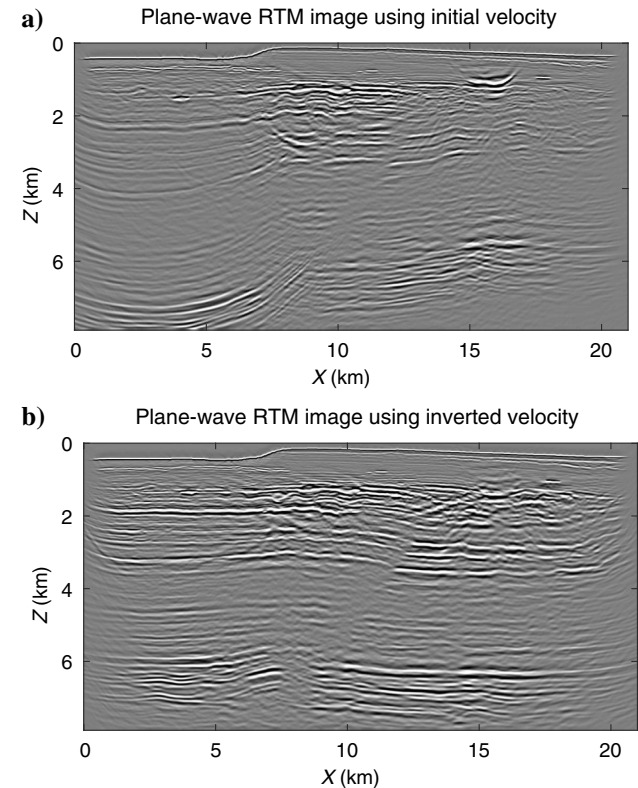 a) Plane-wave RTM image using initial velocity
0
2
4
6
Z (km)
0 5 10 15 20
X (km)
b) Plane-wave RTM image using inverted velocity
0
2
4
6
Z (km)
0 5 10 15 20
X (km)